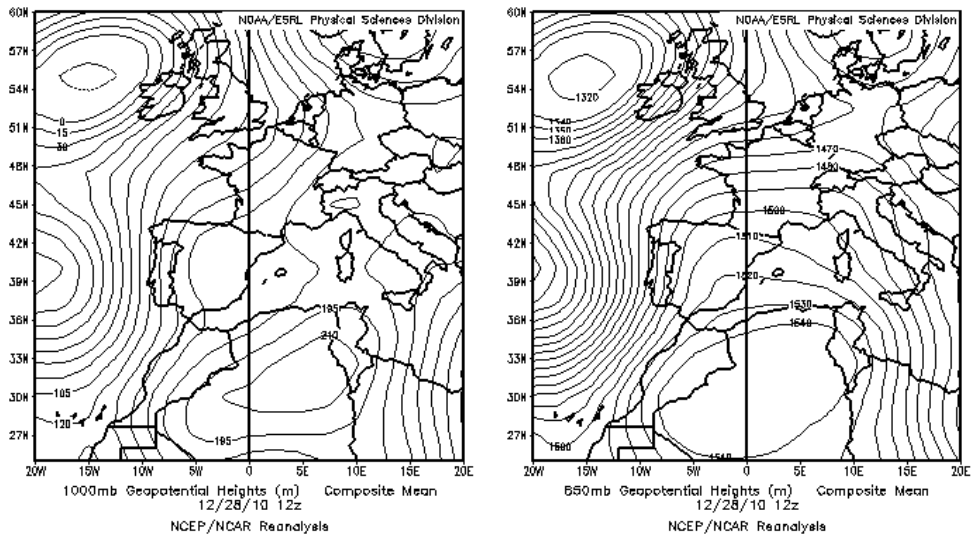 NOAA/ESRL Physical Sciences Division
60N
57N
54N
51N
48N
45N
42N
39N
36N
33N
30N
27N
0
15
30
105
120
195
210
195
20W 15W 10W 5W 0 5E 10E 15E 20E
1000mb Geopotential Heights (m) Composite Mean
12/28/10 12z
NCEP/NCAR Reanalysis
NOAA/ESRL Physical Sciences Division
60N
57N
54N
51N
48N
45N
42N
39N
36N
33N
30N
27N
1320
1340
1350
1360
1470
1480
1500
1510
1520
1530
1540
1500
1540
20W 15W 10W 5W 0 5E 10E 15E 20E
850mb Geopotential Heights (m) Composite Mean
12/28/10 12z
NCEP/NCAR Reanalysis